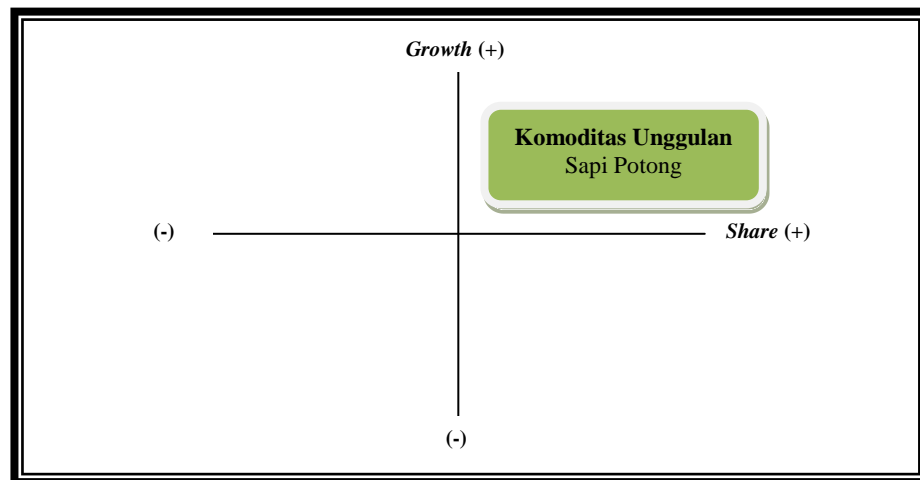 Growth (+)
Komoditas Unggulan
Sapi Potong
(-)
Share (+)
(-)